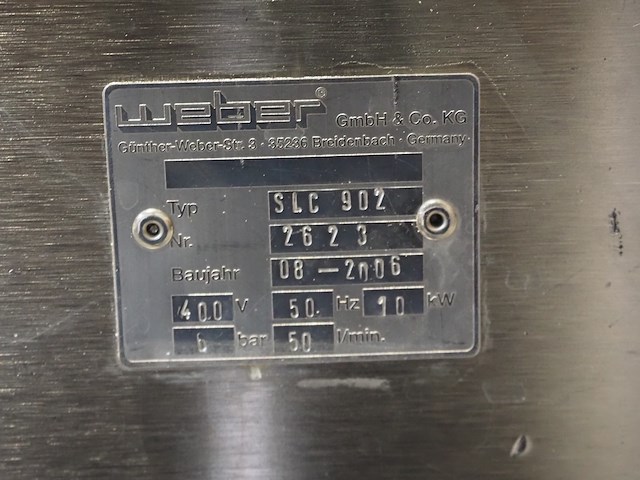 weber® GmbH & Co. KG
Günther-Weber-Str. 3 · 35236 Breidenbach · Germany
Typ SLC 902
Nr. 2623
Baujahr 08-2006
400 V 50 Hz 10 kW
6 bar 50 l/min.